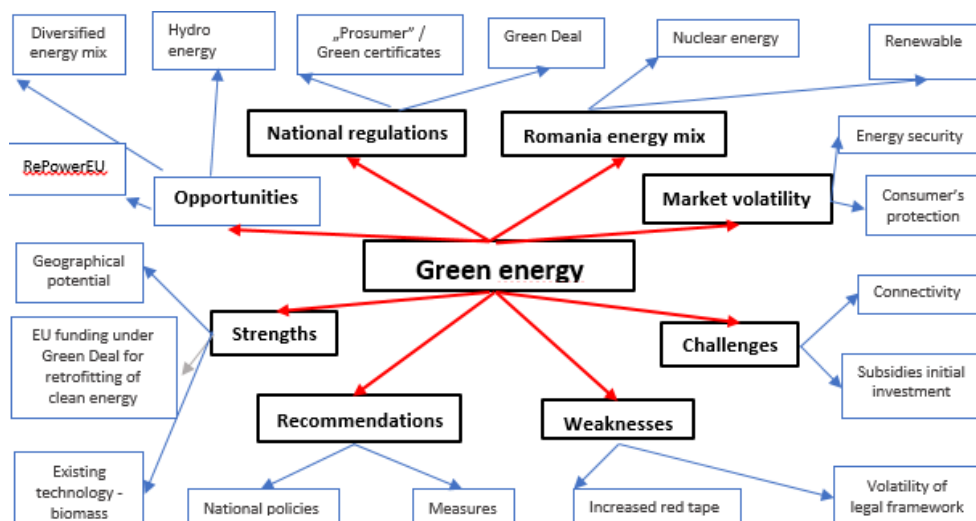 Diversified
energy mix
Hydro
energy
„Prosumer” /
Green certificates
Green Deal
Nuclear energy
Renewable
National regulations
Romania energy mix
Energy security
RePowerEU
Opportunities
Market volatility
Consumer’s
protection
Green energy
Geographical
potential
Connectivity
EU funding under
Green Deal for
retrofitting of
clean energy
Strengths
Challenges
Subsidies initial
investment
Recommendations
Weaknesses
Existing
technology -
biomass
National policies
Measures
Increased red tape
Volatility of
legal framework